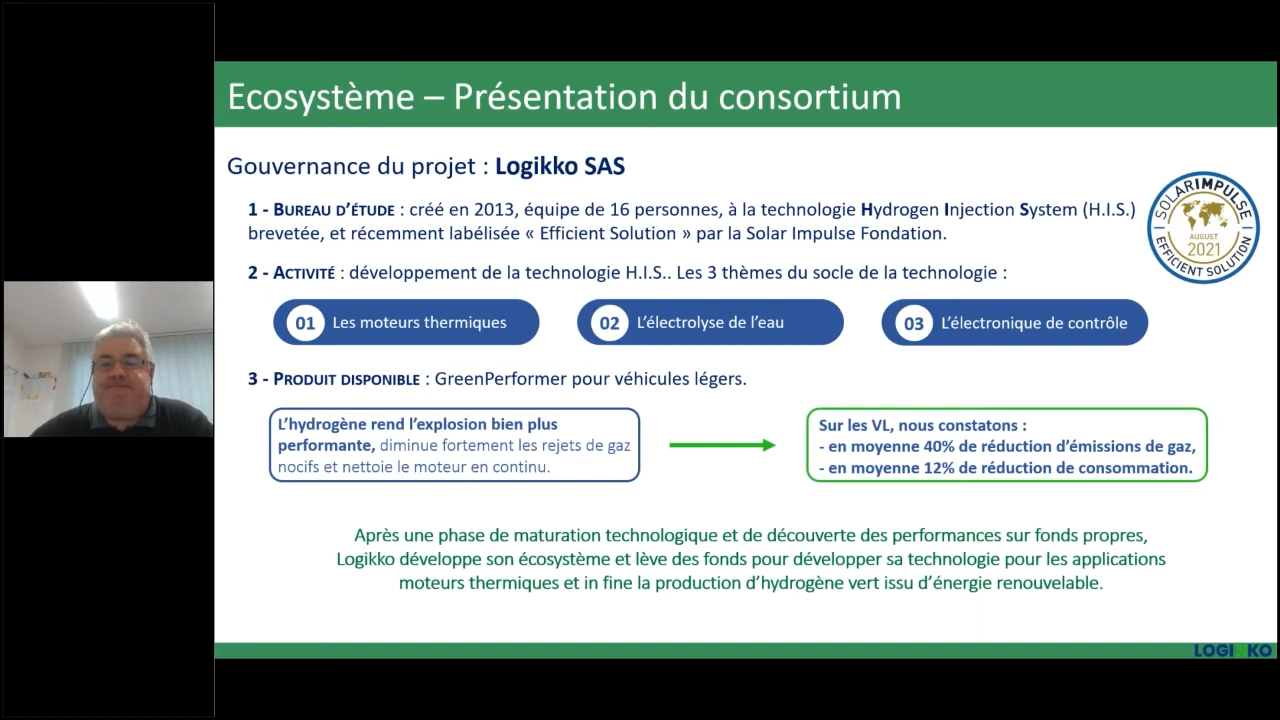 Ecosystème – Présentation du consortium
Gouvernance du projet : Logikko SAS
1 - BUREAU D'ÉTUDE : créé en 2013, équipe de 16 personnes, à la technologie Hydrogen Injection System (H.I.S.)
brevetée, et récemment labélisée « Efficient Solution » par la Solar Impulse Fondation.
SOLARIMPULSE
AUGUST
2021
EFFICIENT SOLUTION
2 - ACTIVITÉ : développement de la technologie H.I.S.. Les 3 thèmes du socle de la technologie :
01 Les moteurs thermiques
02 L'électrolyse de l'eau
03 L'électronique de contrôle
3 - PRODUIT DISPONIBLE : GreenPerformer pour véhicules légers.
L'hydrogène rend l'explosion bien plus
performante, diminue fortement les rejets de gaz
nocifs et nettoie le moteur en continu.
Sur les VL, nous constatons :
- en moyenne 40% de réduction d'émissions de gaz,
- en moyenne 12% de réduction de consommation.
Après une phase de maturation technologique et de découverte des performances sur fonds propres,
Logikko développe son écosystème et lève des fonds pour développer sa technologie pour les applications
moteurs thermiques et in fine la production d'hydrogène vert issu d'énergie renouvelable.
LOGIKKO